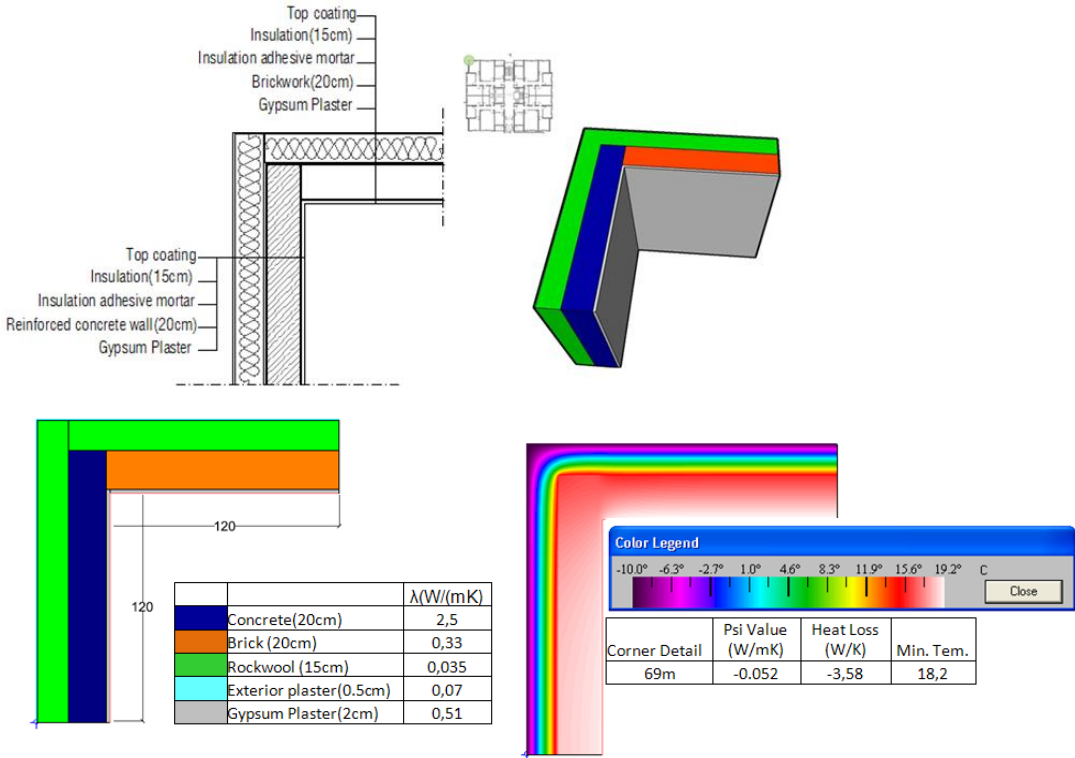 Top coating
Insulation(15cm)
Insulation adhesive mortar
Brickwork(20cm)
Gypsum Plaster
Top coating
Insulation(15cm)
Insulation adhesive mortar
Reinforced concrete wall(20cm)
Gypsum Plaster
120
120
λ(W/(mK)
Concrete(20cm) 2,5
Brick (20cm) 0,33
Rockwool (15cm) 0,035
Exterior plaster(0.5cm) 0,07
Gypsum Plaster(2cm) 0,51
Color Legend
-10.0° -6.3° -2.7° 1.0° 4.6° 8.3° 11.9° 15.6° 19.2° C
Close
Corner Detail Psi Value (W/mK) Heat Loss (W/K) Min. Tem.
69m -0.052 -3,58 18,2